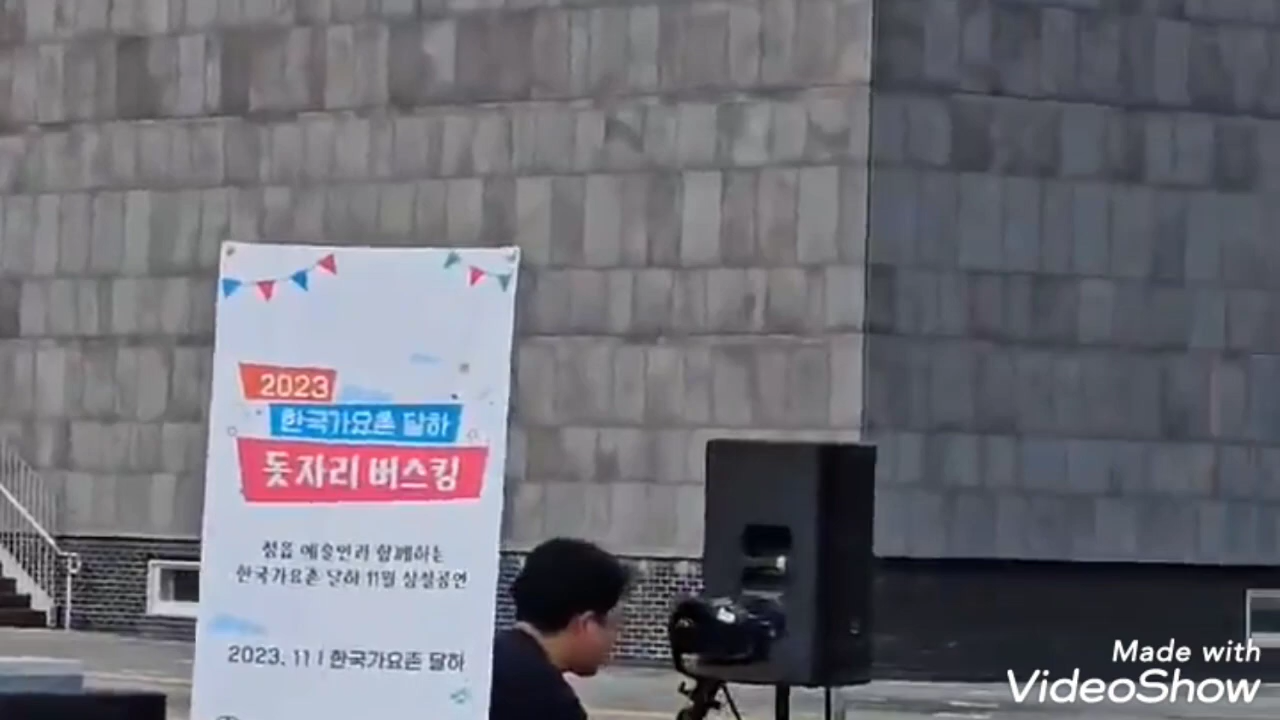 2023
한국가요촌 달하
돗자리 버스킹
정읍 예술인과 함께하는
한국가요촌 달하 11월 상설공연
2023. 11 | 한국가요촌 달하
Made with
VideoShow